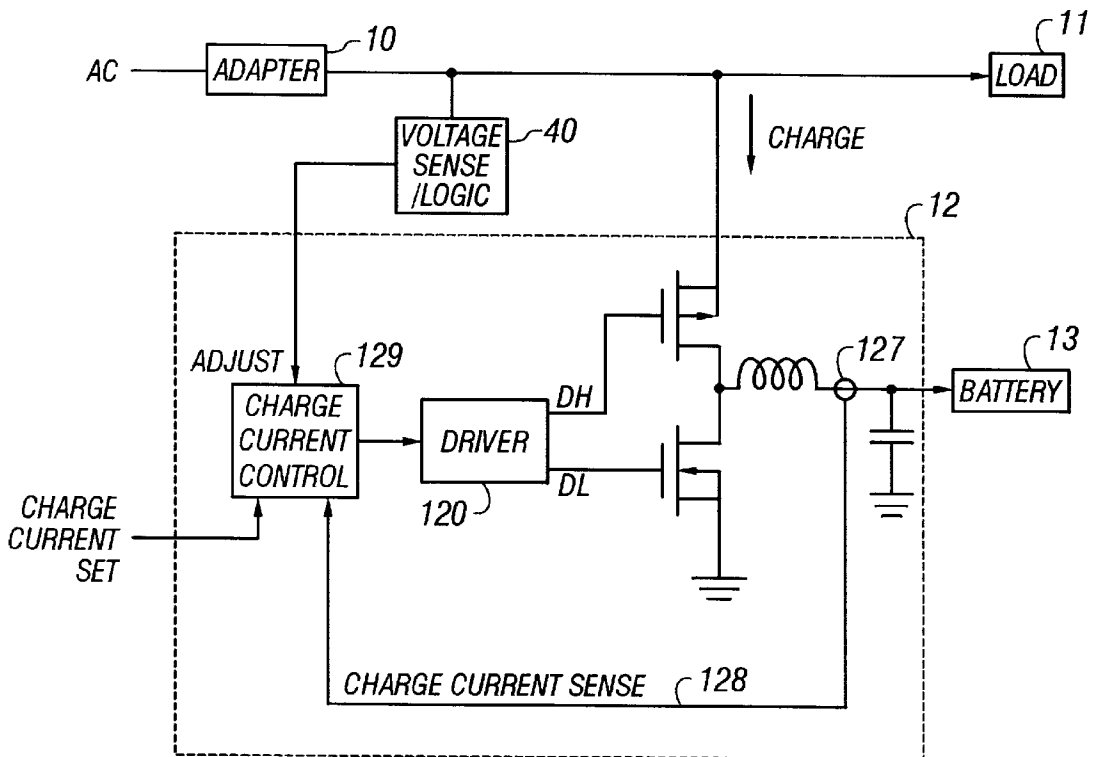 10
11
AC
ADAPTER
LOAD
VOLTAGE
SENSE
/LOGIC
40
CHARGE
12
ADJUST
129
127
13
CHARGE
CURRENT
CONTROL
DRIVER
DH
DL
BATTERY
120
CHARGE
CURRENT
SET
CHARGE CURRENT SENSE
128